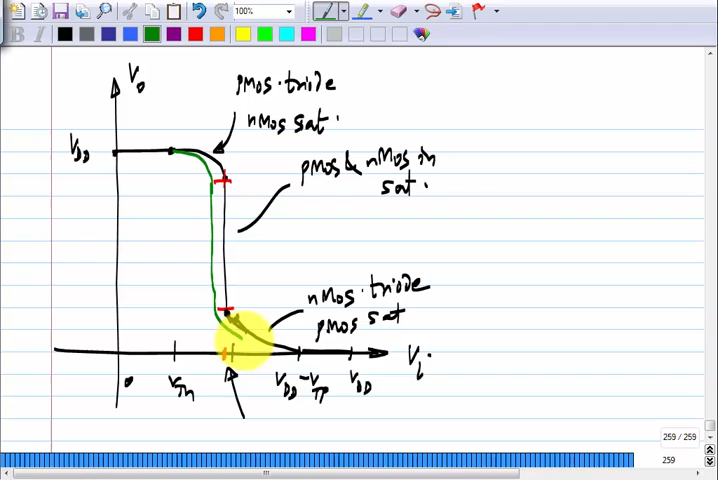 100%
B I
V0
pMos triode
nMos sat.
VDD
pMos & nMos in
sat.
nMos triode
pmos sat
0
VTn
VDD-VTP
VDD
Vi
259 / 259
259